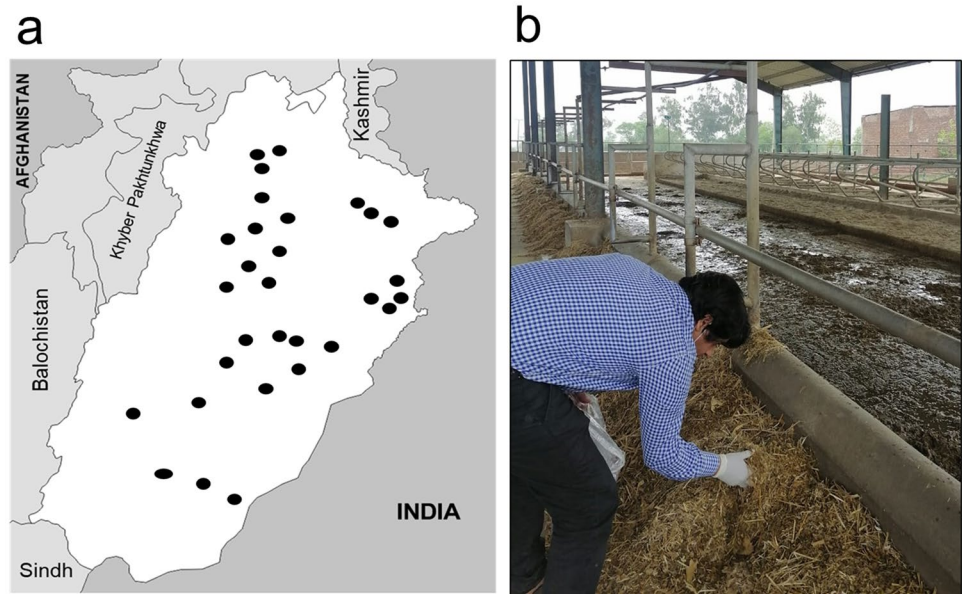 a
b
AFGHANISTAN
Khyber Pakhtunkhwa
Kashmir
Balochistan
INDIA
Sindh